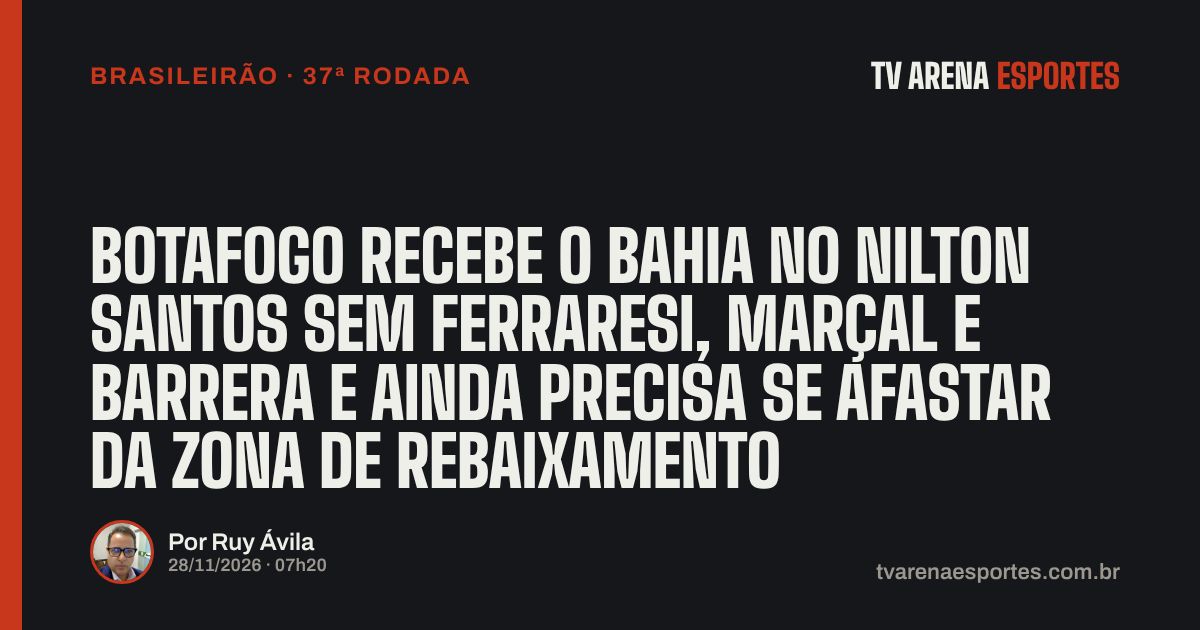 BRASILEIRÃO · 37ª RODADA
TV ARENA ESPORTES
BOTAFOGO RECEBE O BAHIA NO NILTON
SANTOS SEM FERRARESI, MARÇAL E
BARRERA E AINDA PRECISA SE AFASTAR
DA ZONA DE REBAIXAMENTO
Por Ruy Ávila
28/11/2026 · 07h20
tvarenaesportes.com.br